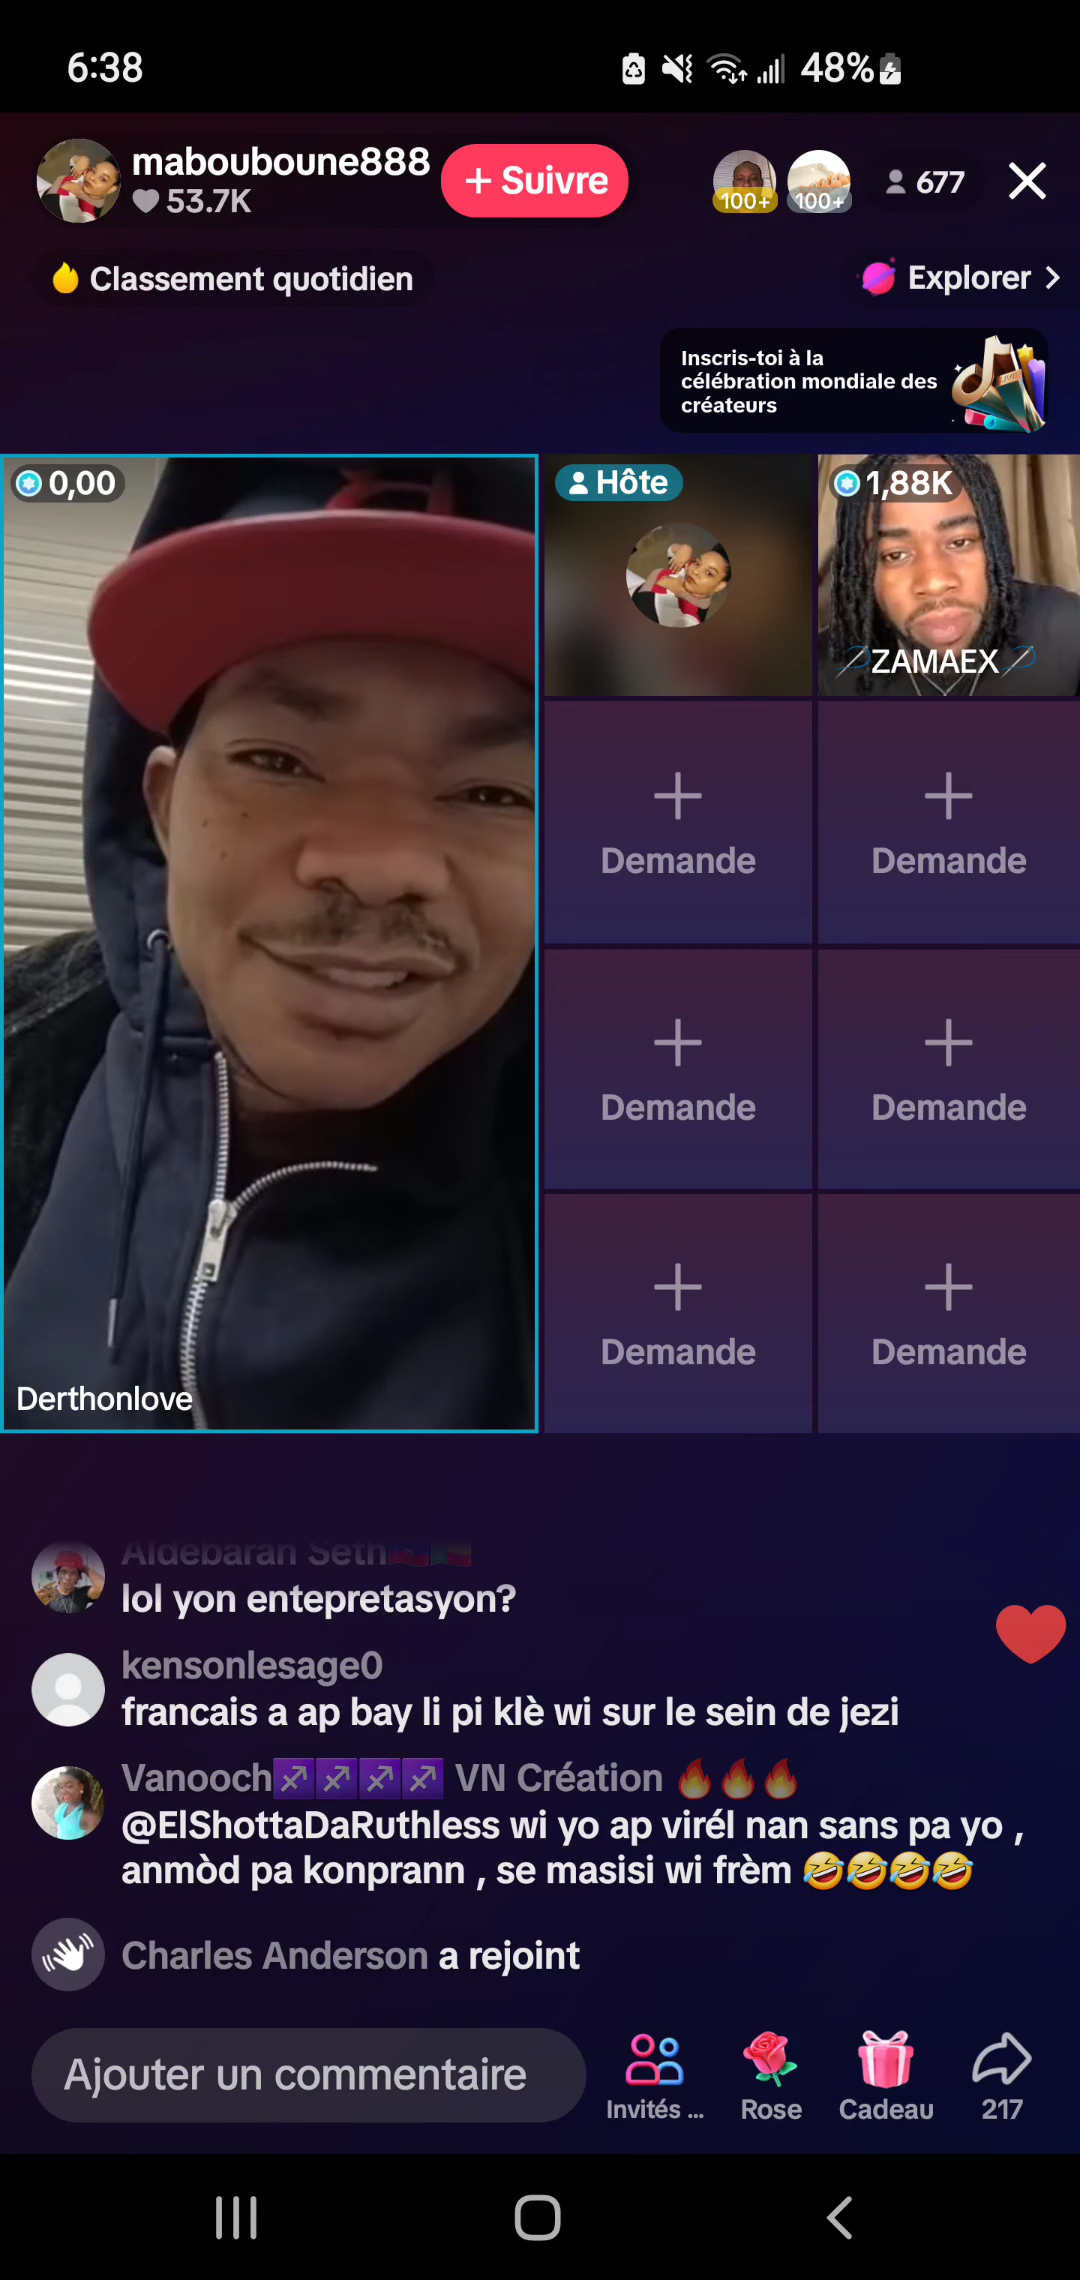 6:38
48%
mabouboune888
53.7K
+ Suivre
100+
100+
677
Classement quotidien
Explorer
Inscris-toi à la
célébration mondiale des
créateurs
0,00
Hôte
1,88K
ZAMAEX
Demande
Demande
Demande
Demande
Demande
Demande
Derthonlove
Aldebaran Seth
lol yon entepretasyon?
kensonlesage0
francais a ap bay li pi klè wi sur le sein de jezi
Vanooch♐♐♐♐ VN Création 🔥🔥🔥
@ElShottaDaRuthless wi yo ap virél nan sans pa yo ,
anmòd pa konprann , se masisi wi frèm 🤣🤣🤣🤣
Charles Anderson a rejoint
Ajouter un commentaire
Invités ...
Rose
Cadeau
217